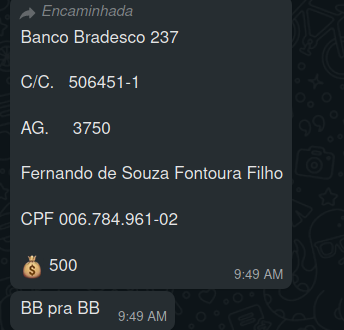 Encaminhada
Banco Bradesco 237
C/C. 506451-1
AG. 3750
Fernando de Souza Fontoura Filho
CPF 006.784.961-02
💰 500
9:49 AM
BB pra BB
9:49 AM